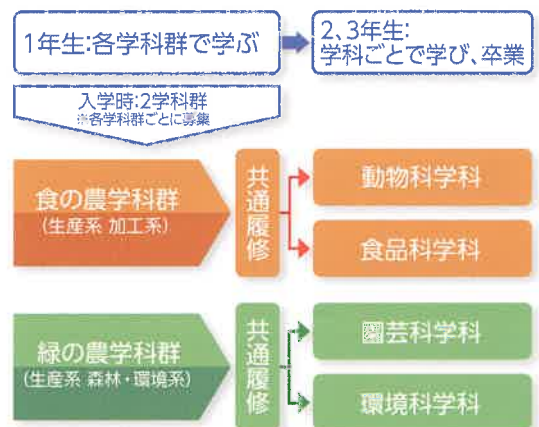 1年生:各学科群で学ぶ
2、3年生:
学科ごとで学び、卒業
入学時:2学科群
※各学科群ごとに募集
食の農学科群
(生産系 加工系)
共通履修
動物科学科
食品科学科
緑の農学科群
(生産系 森林・環境系)
共通履修
園芸科学科
環境科学科